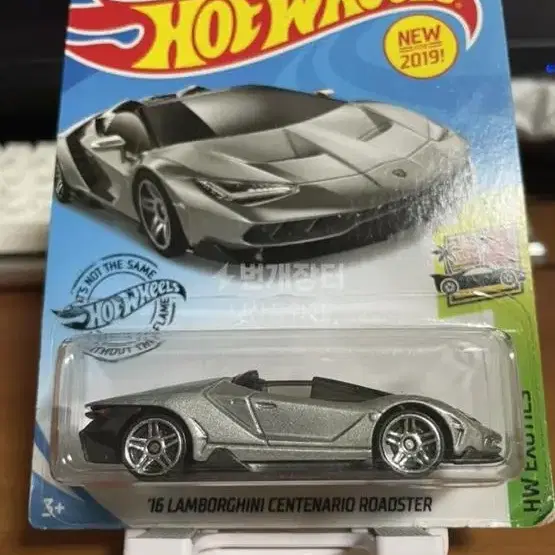 HOT WHEELS
NEW
2019!
번개장터
IT'S NOT THE SAME
HOT WHEELS
WITHOUT THE FLAME
'16 LAMBORGHINI CENTENARIO ROADSTER
3+
HW EXOTICS